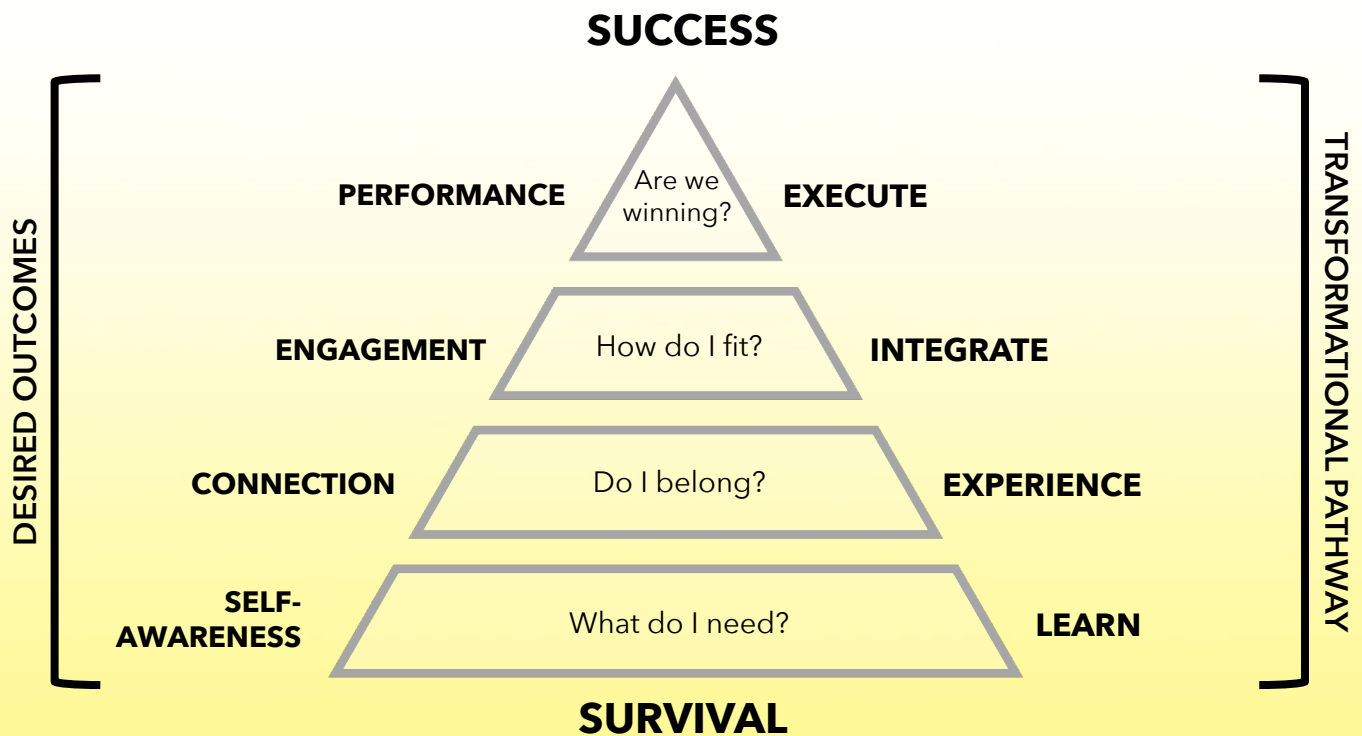 SUCCESS
DESIRED OUTCOMES
TRANSFORMATIONAL PATHWAY
PERFORMANCE
Are we
winning?
EXECUTE
ENGAGEMENT
How do I fit?
INTEGRATE
CONNECTION
Do I belong?
EXPERIENCE
SELF-
AWARENESS
What do I need?
LEARN
SURVIVAL